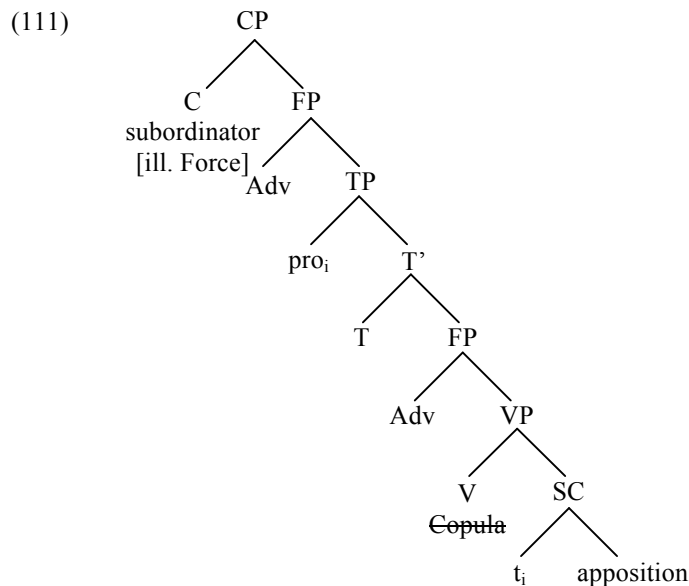 (111) CP
C FP
subordinator
[ill. Force] Adv TP
proᵢ T’
T FP
Adv VP
V SC
Copula
tᵢ apposition